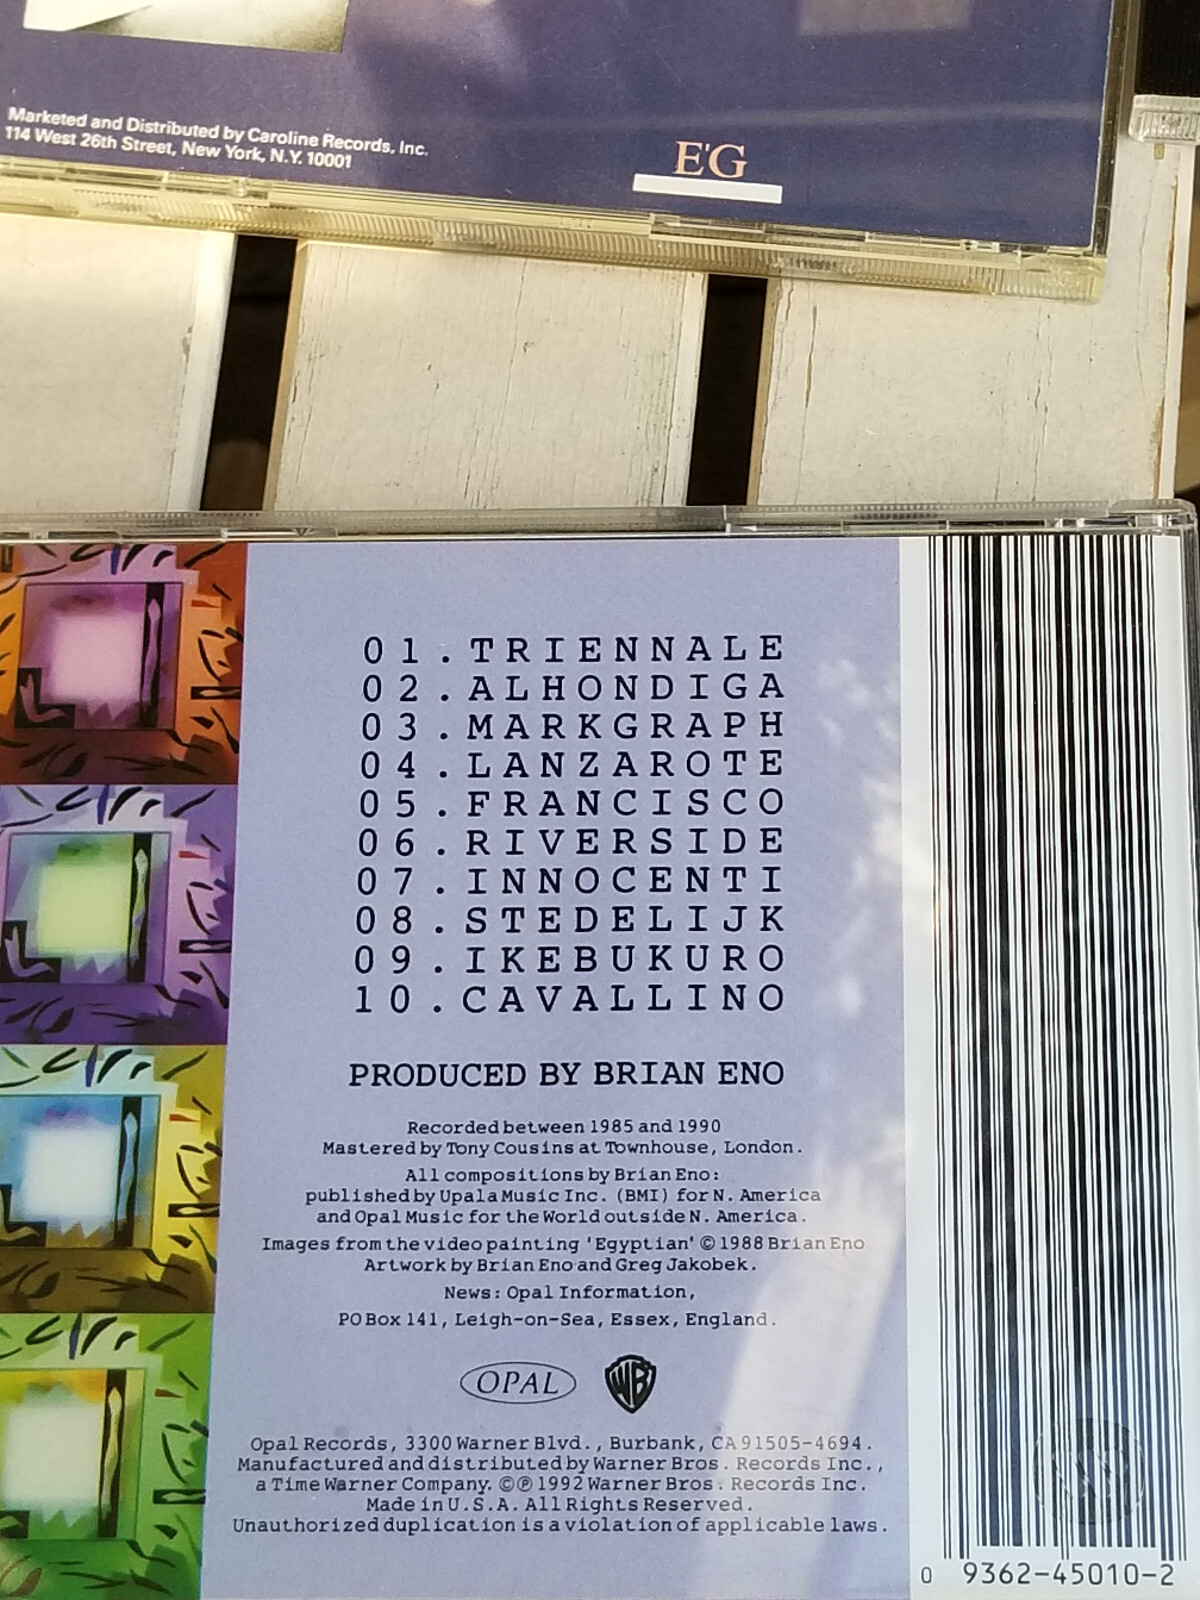 Marketed and Distributed by Caroline Records, Inc.
114 West 26th Street, New York, N.Y. 10001
E'G
01. TRIENNALE
02. ALHONDIGA
03. MARKGRAPH
04. LANZAROTE
05. FRANCISCO
06. RIVERSIDE
07. INNOCENTI
08. STEDELIJK
09. IKEBUKURO
10. CAVALLINO
PRODUCED BY BRIAN ENO
Recorded between 1985 and 1990
Mastered by Tony Cousins at Townhouse, London.
All compositions by Brian Eno:
published by Upala Music Inc. (BMI) for N. America
and Opal Music for the World outside N. America.
Images from the video painting 'Egyptian' © 1988 Brian Eno
Artwork by Brian Eno and Greg Jakobek.
News: Opal Information,
PO Box 141, Leigh-on-Sea, Essex, England.
OPAL WB
Opal Records, 3300 Warner Blvd., Burbank, CA 91505-4694.
Manufactured and distributed by Warner Bros. Records Inc.,
a Time Warner Company. ©℗ 1992 Warner Bros. Records Inc.
Made in U.S.A. All Rights Reserved.
Unauthorized duplication is a violation of applicable laws.
0 9362-45010-2